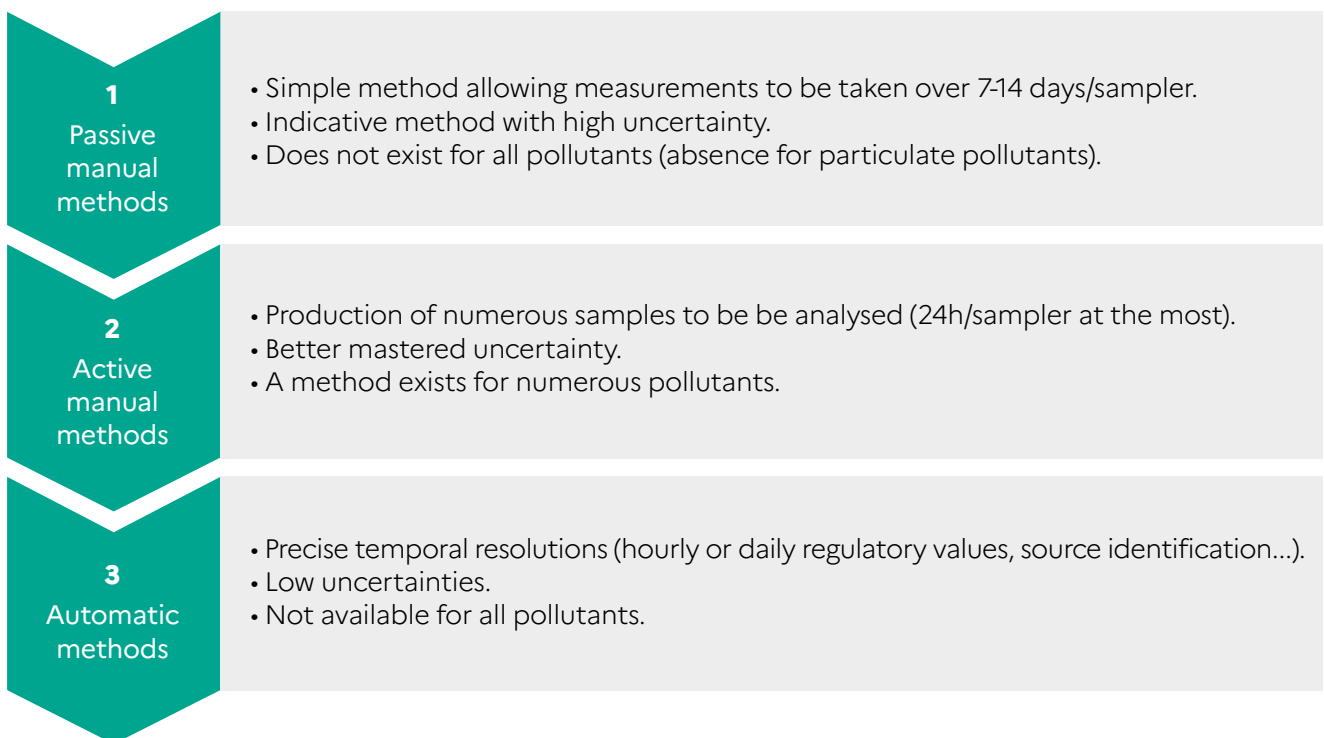 1
Passive
manual
methods
• Simple method allowing measurements to be taken over 7-14 days/sampler.
• Indicative method with high uncertainty.
• Does not exist for all pollutants (absence for particulate pollutants).
2
Active
manual
methods
• Production of numerous samples to be be analysed (24h/sampler at the most).
• Better mastered uncertainty.
• A method exists for numerous pollutants.
3
Automatic
methods
• Precise temporal resolutions (hourly or daily regulatory values, source identification...).
• Low uncertainties.
• Not available for all pollutants.